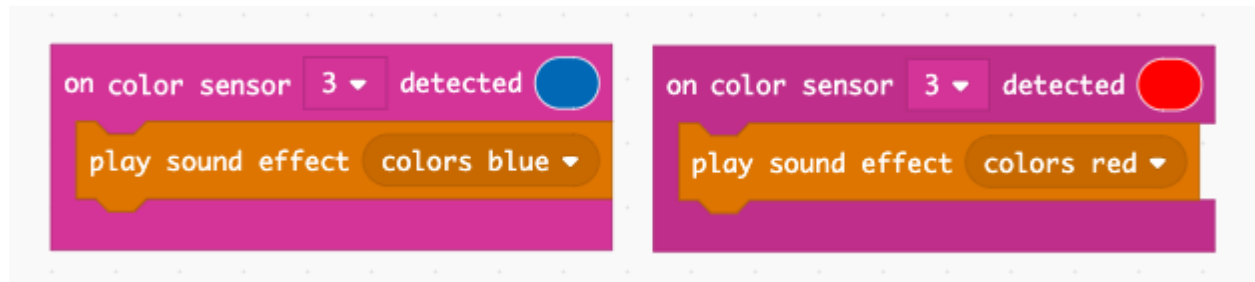 on color sensor 3 detected
play sound effect colors blue
on color sensor 3 detected
play sound effect colors red